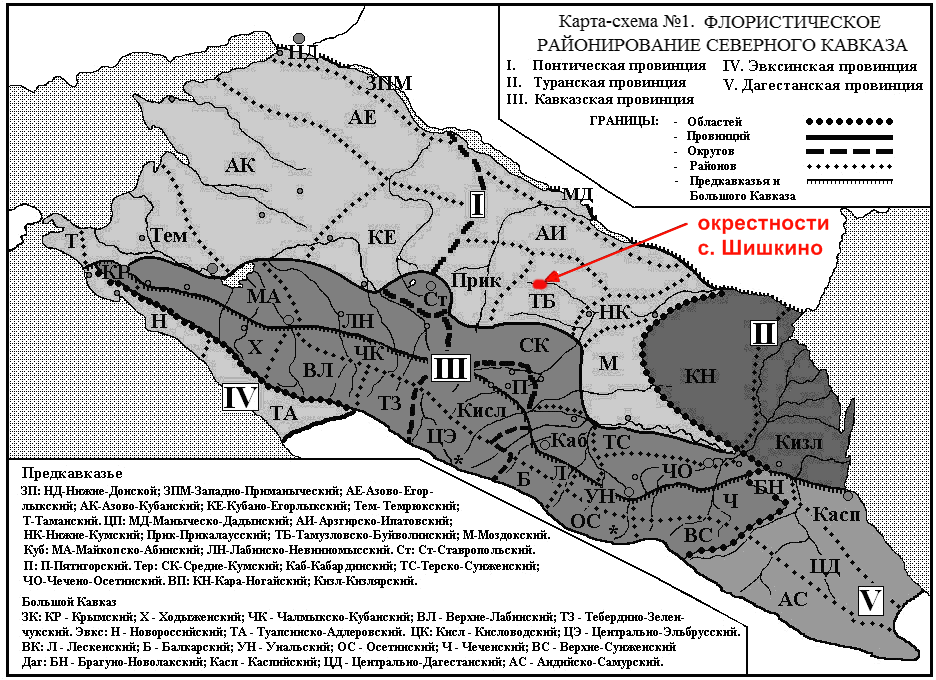 Карта-схема №1. ФЛОРИСТИЧЕСКОЕ
РАЙОНИРОВАНИЕ СЕВЕРНОГО КАВКАЗА
I. Понтическая провинция IV. Эвксинская провинция
II. Туранская провинция V. Дагестанская провинция
III. Кавказская провинция
ГРАНИЦЫ: - Областей
- Провинций
- Округов
- Районов
- Предкавказья и
Большого Кавказа
НД
ЗПМ
АЕ
АК
I
МД
окрестности
с. Шишкино
Т
Тем
КЕ
АИ
Прик
КР
МА
Ст
ТБ
НК
Н
ЛН
II
Х
ЧК
СК
М
ВЛ
III
КН
IV
П
ТА
ТЗ
Кисл
ЦЭ
*
Каб
ТС
Кизл
Б
Л
ЧО
УН
БН
ОС
*
Ч
ВС
Касп
ЦД
АС
V
Предкавказье
ЗП: НД-Нижне-Донской; ЗПМ-Западно-Приманыческий; АЕ-Азово-Егор-
лыкский; АК-Азово-Кубанский; КЕ-Кубано-Егорлыкский; Тем-Темрюкский;
Т-Таманский. ЦП: МД-Маныческо-Дадынский; АИ-Арзгирско-Ипатовский;
НК-Нижне-Кумский; Прик-Прикалаусский; ТБ-Тамузловско-Буйволинский; М-Моздокский.
Куб: МА-Майкопско-Абинский; ЛН-Лабинско-Невинномысский. Ст: Ст-Ставропольский.
П: П-Пятигорский. Тер: СК-Средне-Кумский; Каб-Кабардинский; ТС-Терско-Сунженский;
ЧО-Чечено-Осетинский. ВП: КН-Кара-Ногайский; Кизл-Кизлярский.
Большой Кавказ
ЗК: КР - Крымский; Х - Ходыженский; ЧК - Чалмыкско-Кубанский; ВЛ - Верхне-Лабинский; ТЗ - Тебердино-Зелен-
чукский. Эвкс: Н - Новороссийский; ТА - Туапсинско-Адлеровский. ЦК: Кисл - Кисловодский; ЦЭ - Центрально-Эльбрусский.
ВК: Л - Лескенский; Б - Балкарский; УН - Унальский; ОС - Осетинский; Ч - Чеченский; ВС - Верхне-Сунженский
Даг: БН - Брагуно-Новолакский; Касп - Каспийский; ЦД - Центрально-Дагестанский; АС - Андийско-Самурский.